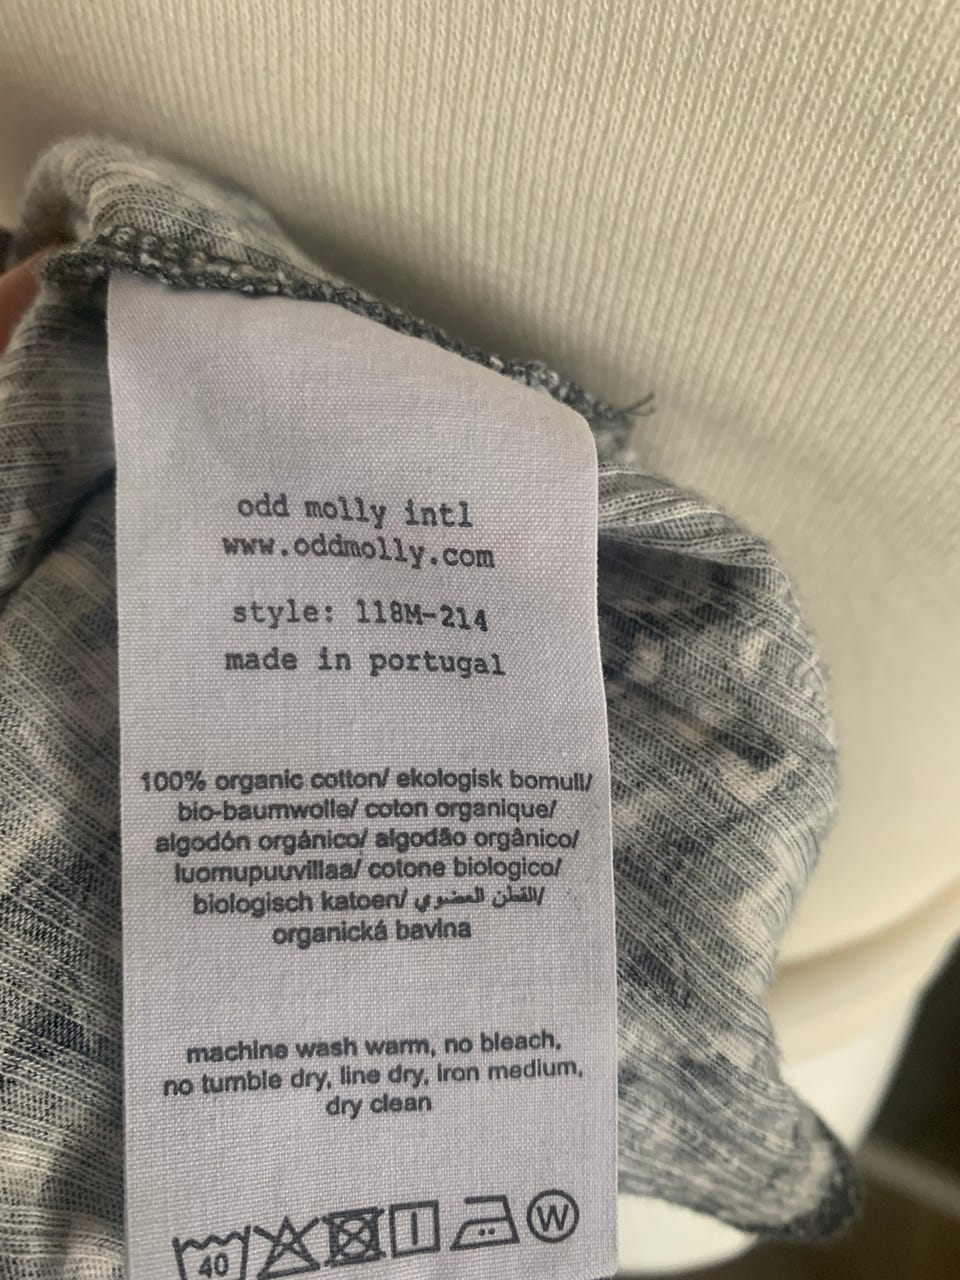 odd molly intl
www.oddmolly.com
style: 118M-214
made in portugal
100% organic cotton/ ekologisk bomull/
bio-baumwolle/ coton organique/
algodón orgánico/ algodão orgânico/
luomupuuvillaa/ cotone biologico/
biologisch katoen/ القطن العضوي/
organická bavlna
machine wash warm, no bleach,
no tumble dry, line dry, iron medium,
dry clean
40 W